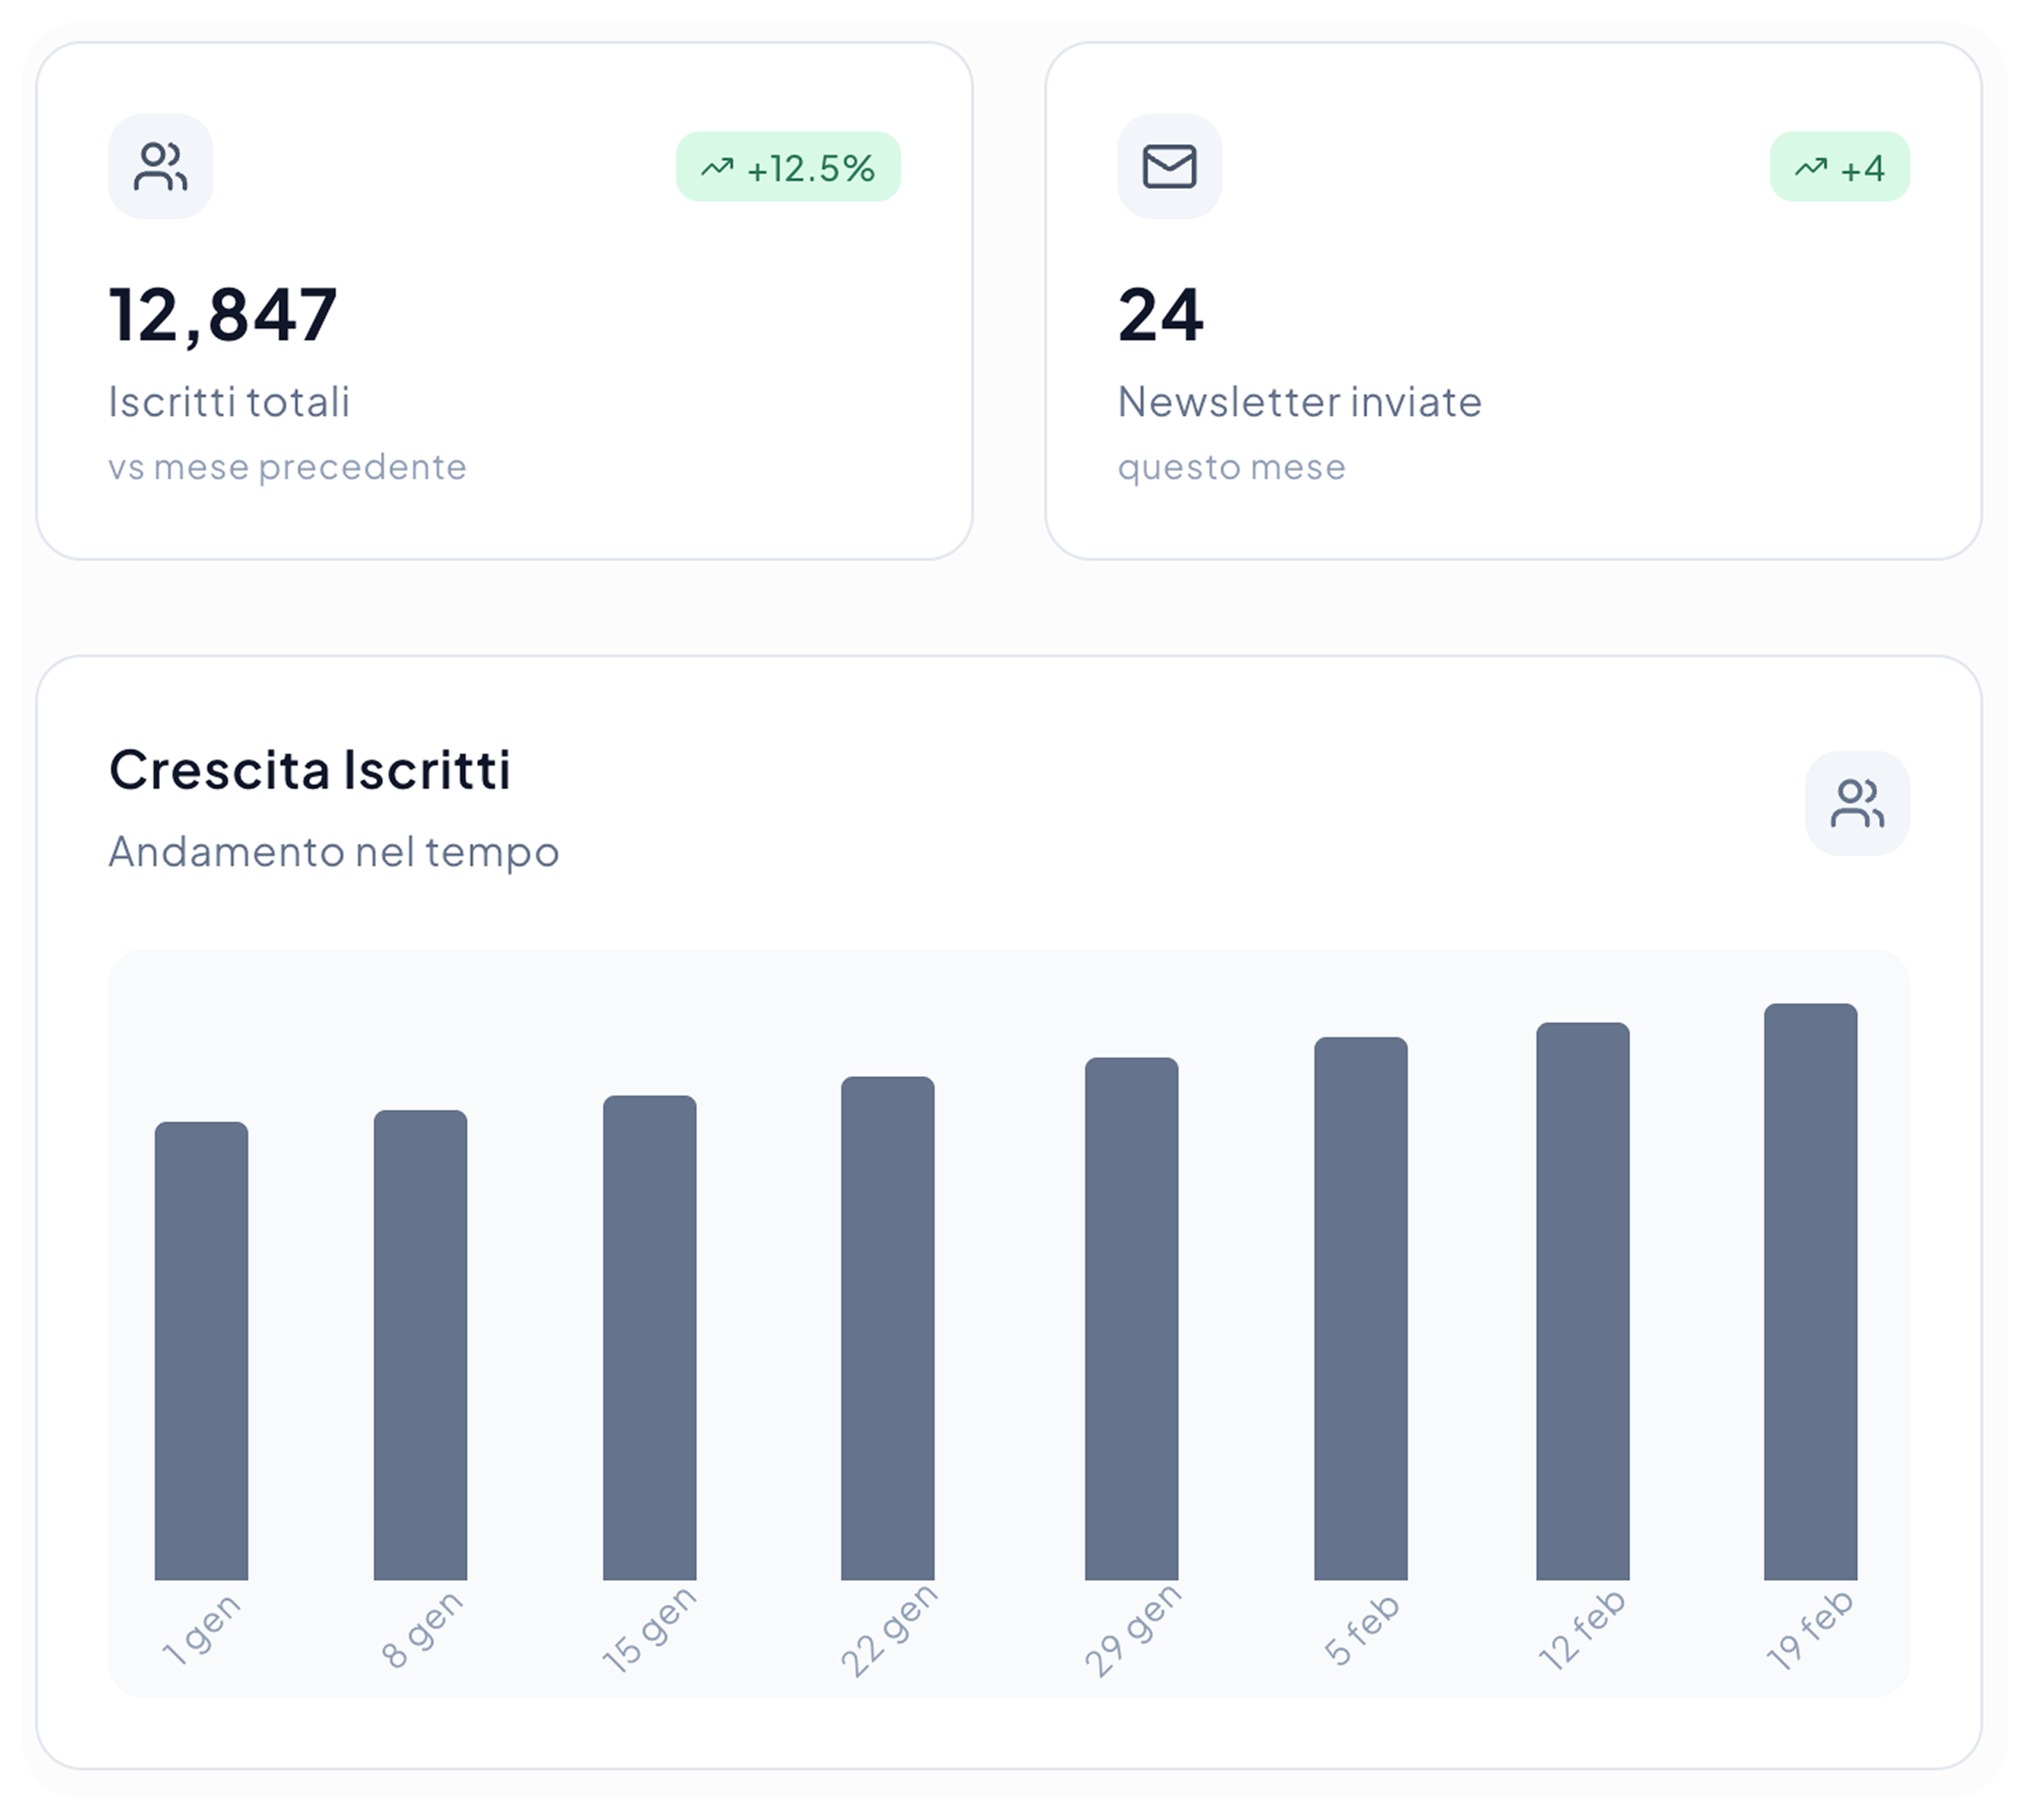 +12.5%
12,847
Iscritti totali
vs mese precedente
+4
24
Newsletter inviate
questo mese
Crescita Iscritti
Andamento nel tempo
1 gen
8 gen
15 gen
22 gen
29 gen
5 feb
12 feb
19 feb